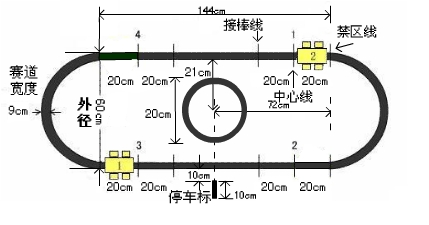 144cm
接棒线
禁区线
4
1
2
赛道
宽度
20cm
20cm
21cm
20cm
20cm
9cm
外
径
60cm
中心线
72cm
20cm
3
2
1
10cm
20cm
20cm
20cm
20cm
停车标
10cm